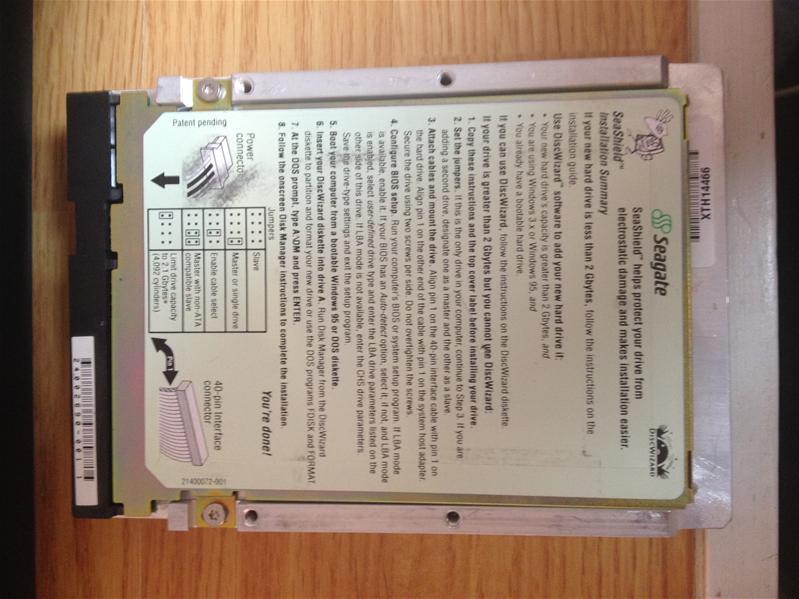 XTH14466
Seagate
SeaShield™ helps protect your drive from
electrostatic damage and makes installation easier.
DISCWIZARD
SeaShield™
Installation Summary
If your new hard drive is less than 2 Gbytes, follow the instructions on the
installation guide.
Use DiscWizard™ software to add your new hard drive if:
• Your new hard drive's capacity is greater than 2 Gbytes, and
• You are using Windows 3.x or Windows 95, and
• You already have a bootable hard drive.
If you can use DiscWizard, follow the instructions on the DiscWizard diskette.
If your drive is greater than 2 Gbytes but you cannot use DiscWizard:
1. Copy these instructions and the top cover label before installing your drive.
2. Set the jumpers. If this is the only drive in your computer, continue to Step 3. If you are
adding a second drive, designate one as a master and the other as a slave.
3. Attach cables and mount the drive. Align pin 1 on the 40-pin interface cable with pin 1 on
the hard drive. Align pin 1 on the other end of the cable with pin 1 on the system host adapter.
Secure the drive using two screws per side. Do not overtighten the screws.
4. Configure BIOS setup. Run your computer's BIOS or system setup program. If LBA mode
is available, enable it. If your BIOS has an Auto-detect option, select it; if not, and LBA mode
is enabled, select user-defined drive type and enter the LBA drive parameters listed on the
other side of this drive. If LBA mode is not available, enter the CHS drive parameters.
Save the drive-type settings and exit the setup program.
5. Boot your computer from a bootable Windows 95 or DOS diskette.
6. Insert your DiscWizard diskette into drive A. Run Disk Manager from the DiscWizard
diskette to partition and format your new drive or use the DOS programs FDISK and FORMAT.
7. At the DOS prompt, type A:\DM and press ENTER.
8. Follow the onscreen Disk Manager instructions to complete the installation.
You're done!
Patent pending
Power
connector
Jumpers
Slave
Master or single drive
Enable cable select
Master with non-ATA
compatible slave
Limit drive capacity
to 2.1 Gbytes
(4,092 cylinders)
Pin 1
40-pin Interface
connector
21400072-001